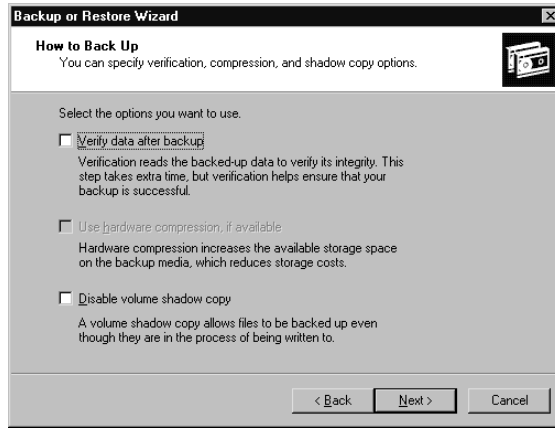 Backup or Restore Wizard
How to Back Up
You can specify verification, compression, and shadow copy options.
Select the options you want to use.
Verify data after backup
Verification reads the backed-up data to verify its integrity. This
step takes extra time, but verification helps ensure that your
backup is successful.
Use hardware compression, if available
Hardware compression increases the available storage space
on the backup media, which reduces storage costs.
Disable volume shadow copy
A volume shadow copy allows files to be backed up even
though they are in the process of being written to.
< Back Next > Cancel